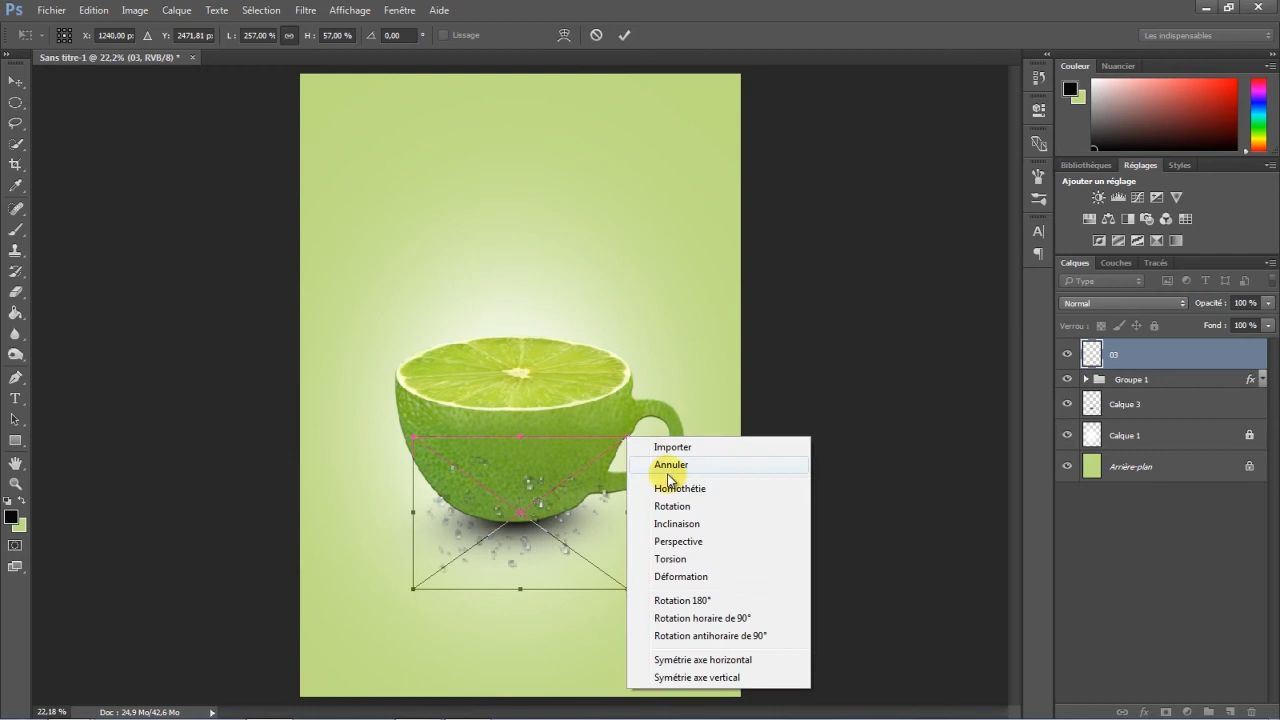 Ps Fichier Edition Image Calque Texte Sélection Filtre Affichage Fenêtre Aide
X: 1240,00 p: Y: 2471,81 p: L: 257,00 % H: 57,00 % 0,00 ° Lissage Les indispensables
Sans titre-1 @ 22,2% (03, RVB/8) * ×
Couleur Nuancier
Bibliothèques Réglages Styles
Ajouter un réglage
Calques Couches Tracés
Type
Normal Opacité : 100 %
Verrou : Fond : 100 %
03
Groupe 1 fx
Calque 3
Calque 1
Arrière-plan
Importer
Annuler
Homothétie
Rotation
Inclinaison
Perspective
Torsion
Déformation
Rotation 180°
Rotation horaire de 90°
Rotation antihoraire de 90°
Symétrie axe horizontal
Symétrie axe vertical
22,18 % Doc : 24,9 Mo/42,6 Mo